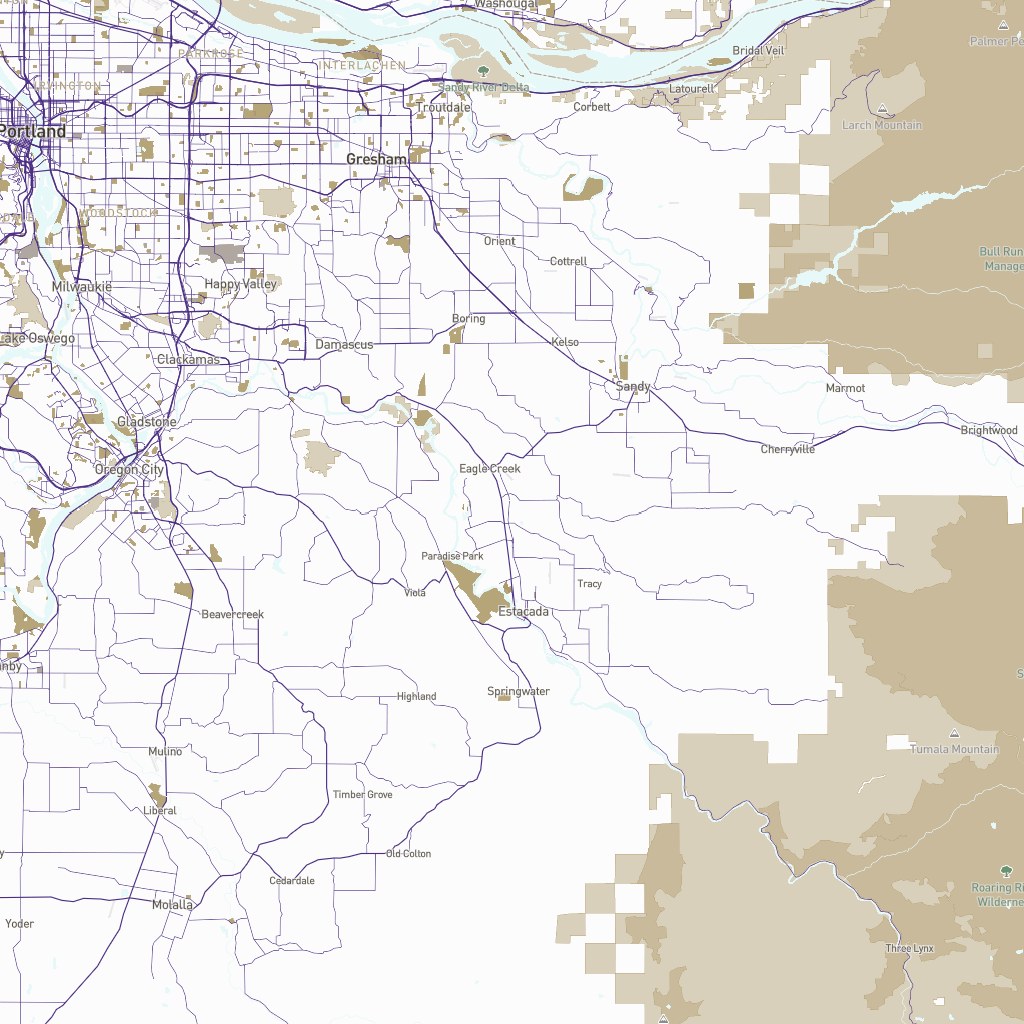 Washougal
PARKROSE
Bridal Veil
Palmer Pe
INTERLACHEN
IRVINGTON
Sandy River Delta
Latourell
Troutdale
Corbett
Larch Mountain
Portland
Gresham
WOODSTOCK
Orient
Bull Run
Manage
Cottrell
Happy Valley
Milwaukie
Boring
Lake Oswego
Damascus
Kelso
Clackamas
Sandy
Marmot
Gladstone
Brightwood
Cherryville
Oregon City
Eagle Creek
Paradise Park
Tracy
Viola
Beavercreek
Estacada
nby
Springwater
Highland
Mulino
Tumala Mountain
Timber Grove
Liberal
Old Colton
Roaring Ri
Wilderne
Cedardale
Molalla
Yoder
Three Lynx